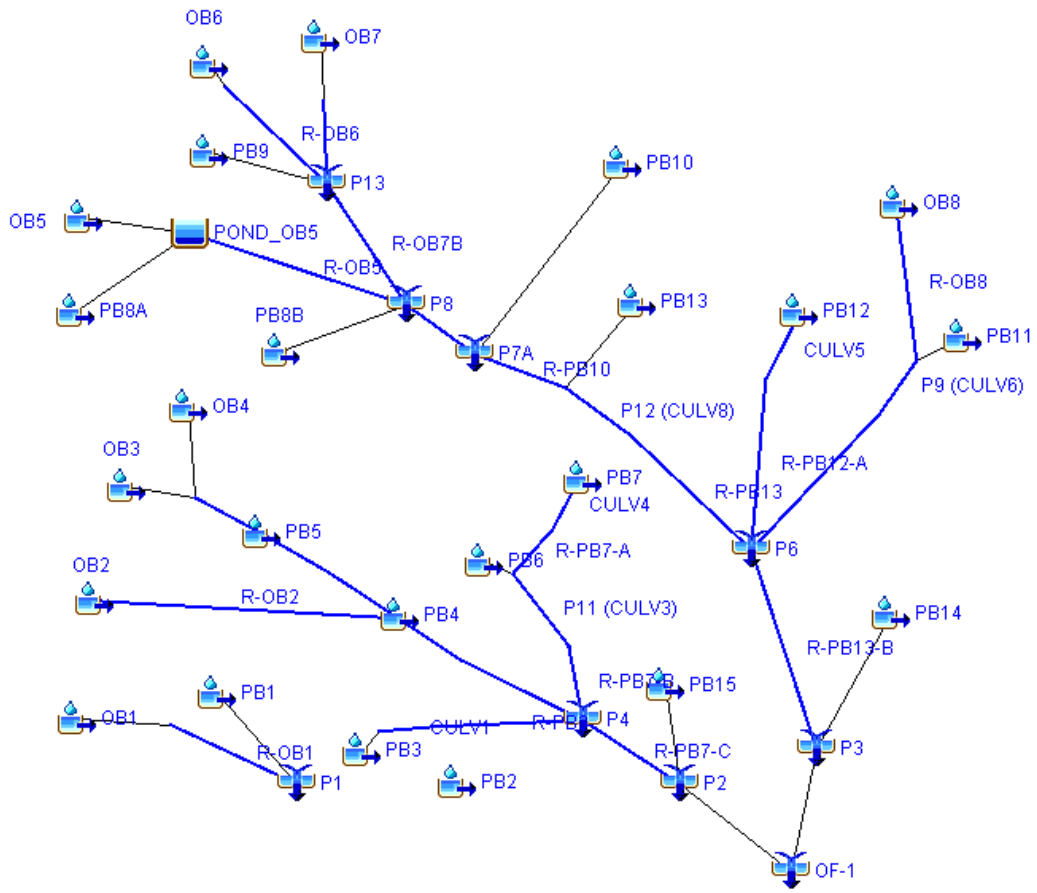 OB6
OB7
R-OB6
PB9
P13
PB10
OB5
POND_OB5
OB8
R-OB7B
R-OB5
R-OB8
PB8A
P8
PB13
PB12
PB8B
P7A
CULV5
PB11
R-PB10
P9 (CULV6)
P12 (CULV8)
OB4
OB3
R-PB12-A
PB7
R-PB13
CULV4
PB5
P6
R-PB7-A
PB6
OB2
R-OB2
P11 (CULV3)
PB4
PB14
R-PB13-B
PB1
PB15
OB1
P4
CULV1
R-OB1
PB3
R-PB7-C
P3
P1
PB2
P2
OF-1